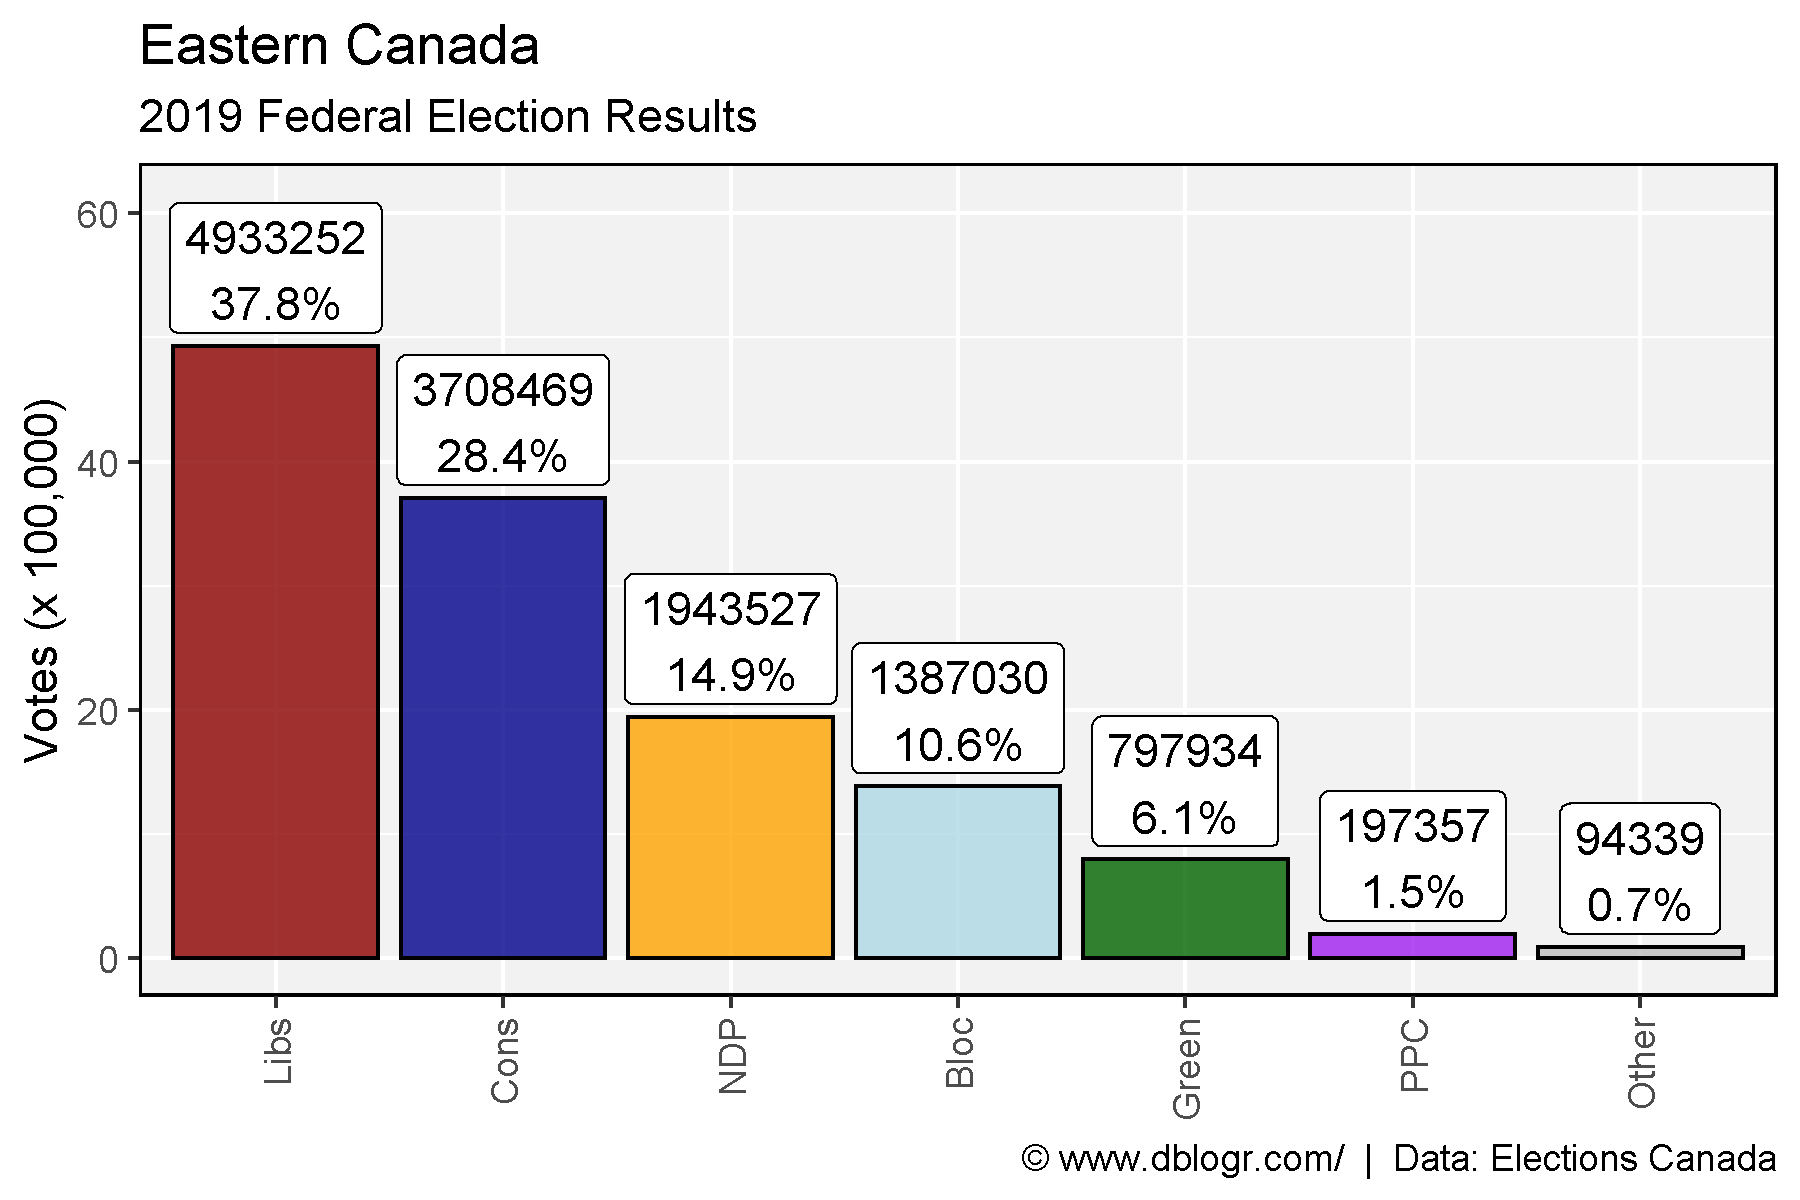 Eastern Canada
2019 Federal Election Results
Votes (x 100,000)
60
40
20
0
4933252
37.8%
3708469
28.4%
1943527
14.9%
1387030
10.6%
797934
6.1%
197357
1.5%
94339
0.7%
Libs
Cons
NDP
Bloc
Green
PPC
Other
© www.dblogr.com/ | Data: Elections Canada